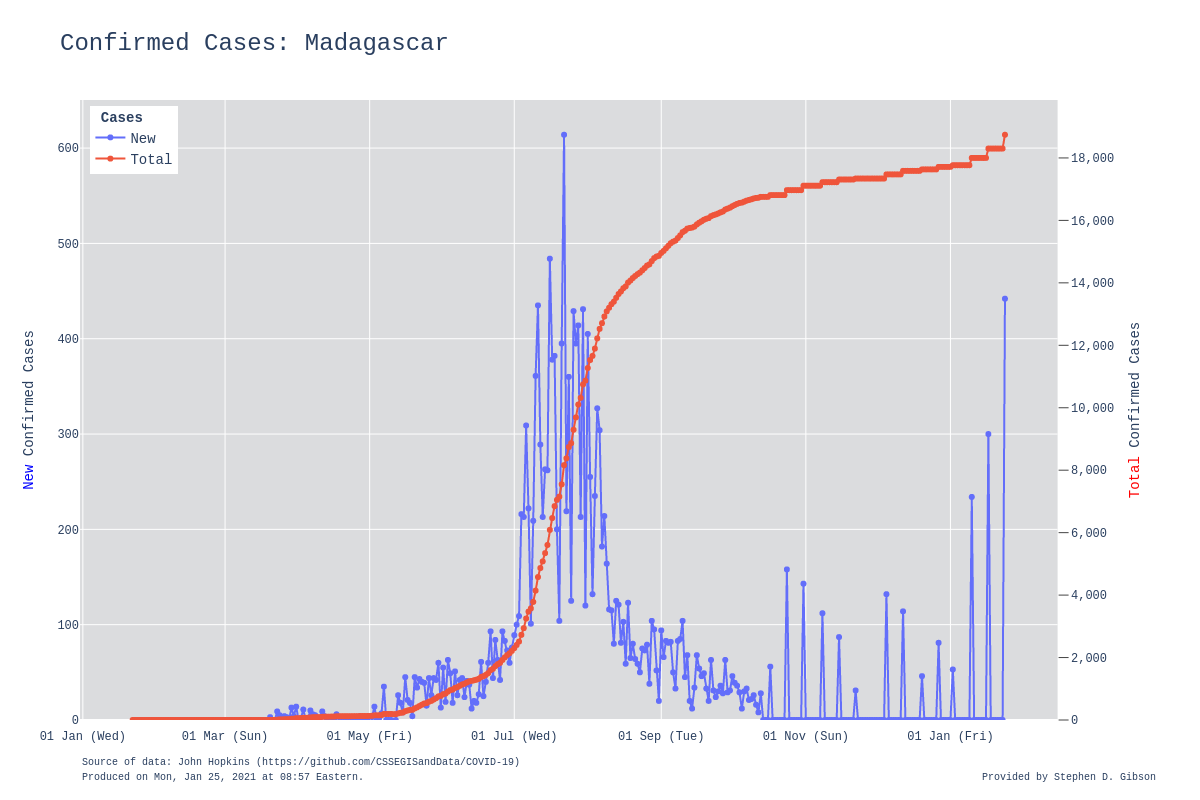 Confirmed Cases: Madagascar
Cases
New
Total
600
500
400
300
200
100
0
18,000
16,000
14,000
12,000
10,000
8,000
6,000
4,000
2,000
0
New Confirmed Cases
Total Confirmed Cases
01 Jan (Wed)
01 Mar (Sun)
01 May (Fri)
01 Jul (Wed)
01 Sep (Tue)
01 Nov (Sun)
01 Jan (Fri)
Source of data: John Hopkins (https://github.com/CSSEGISandData/COVID-19)
Produced on Mon, Jan 25, 2021 at 08:57 Eastern.
Provided by Stephen D. Gibson